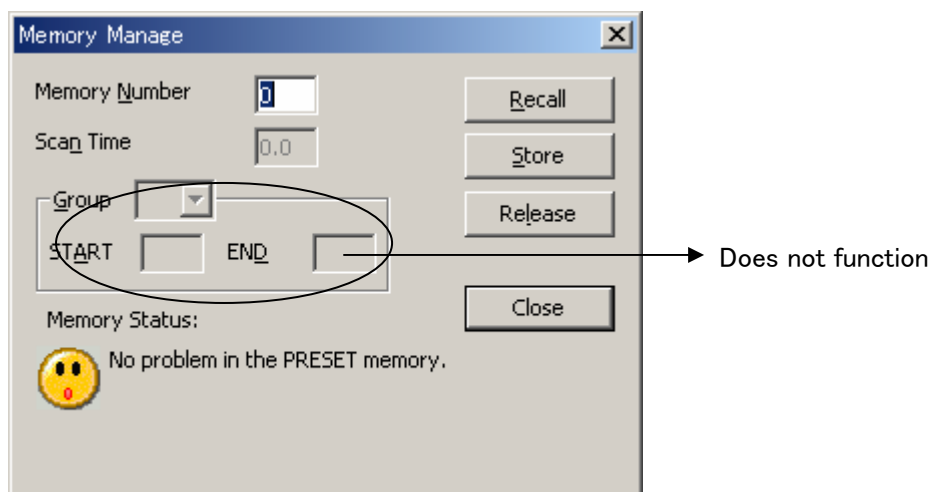 Memory Manage
Memory Number 0 Recall
Scan Time 0.0 Store
Group Release
START END
Does not function
Close
Memory Status:
No problem in the PRESET memory.